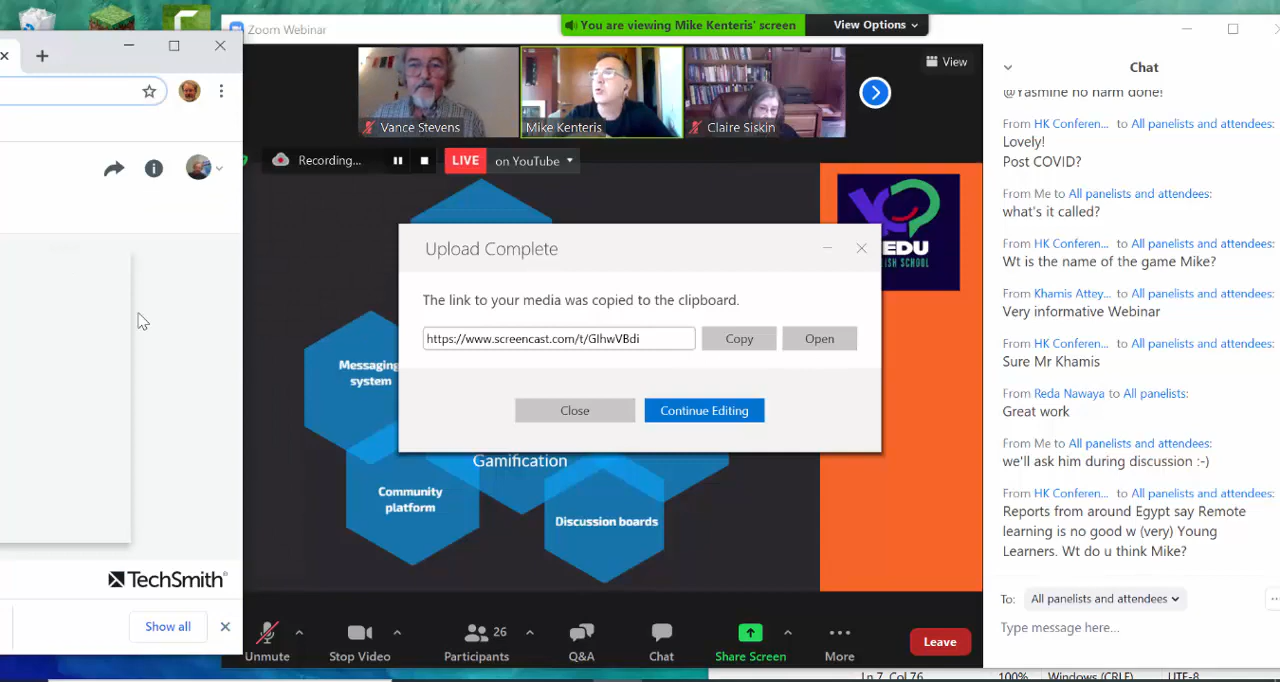 Zoom Webinar
You are viewing Mike Kenteris' screen
View Options
View
Vance Stevens
Mike Kenteris
Claire Siskin
Recording...
LIVE
on YouTube
EDU
ISH SCHOOL
Upload Complete
The link to your media was copied to the clipboard.
https://www.screencast.com/t/GIhwVBdi
Copy
Open
Close
Continue Editing
Messaging
system
Gamification
Community
platform
Discussion boards
TechSmith
Show all
Unmute
Stop Video
26
Participants
Q&A
Chat
Share Screen
More
Leave
Chat
@Yasmine no harm done!
From HK Conferen... to All panelists and attendees:
Lovely!
Post COVID?
From Me to All panelists and attendees:
what's it called?
From HK Conferen... to All panelists and attendees:
Wt is the name of the game Mike?
From Khamis Attey... to All panelists and attendees:
Very informative Webinar
From HK Conferen... to All panelists and attendees:
Sure Mr Khamis
From Reda Nawaya to All panelists:
Great work
From Me to All panelists and attendees:
we'll ask him during discussion :-)
From HK Conferen... to All panelists and attendees:
Reports from around Egypt say Remote
learning is no good w (very) Young
Learners. Wt do u think Mike?
To: All panelists and attendees
Type message here...
Ln 7, Col 76
100%
Windows (CRLF)
UTF-8